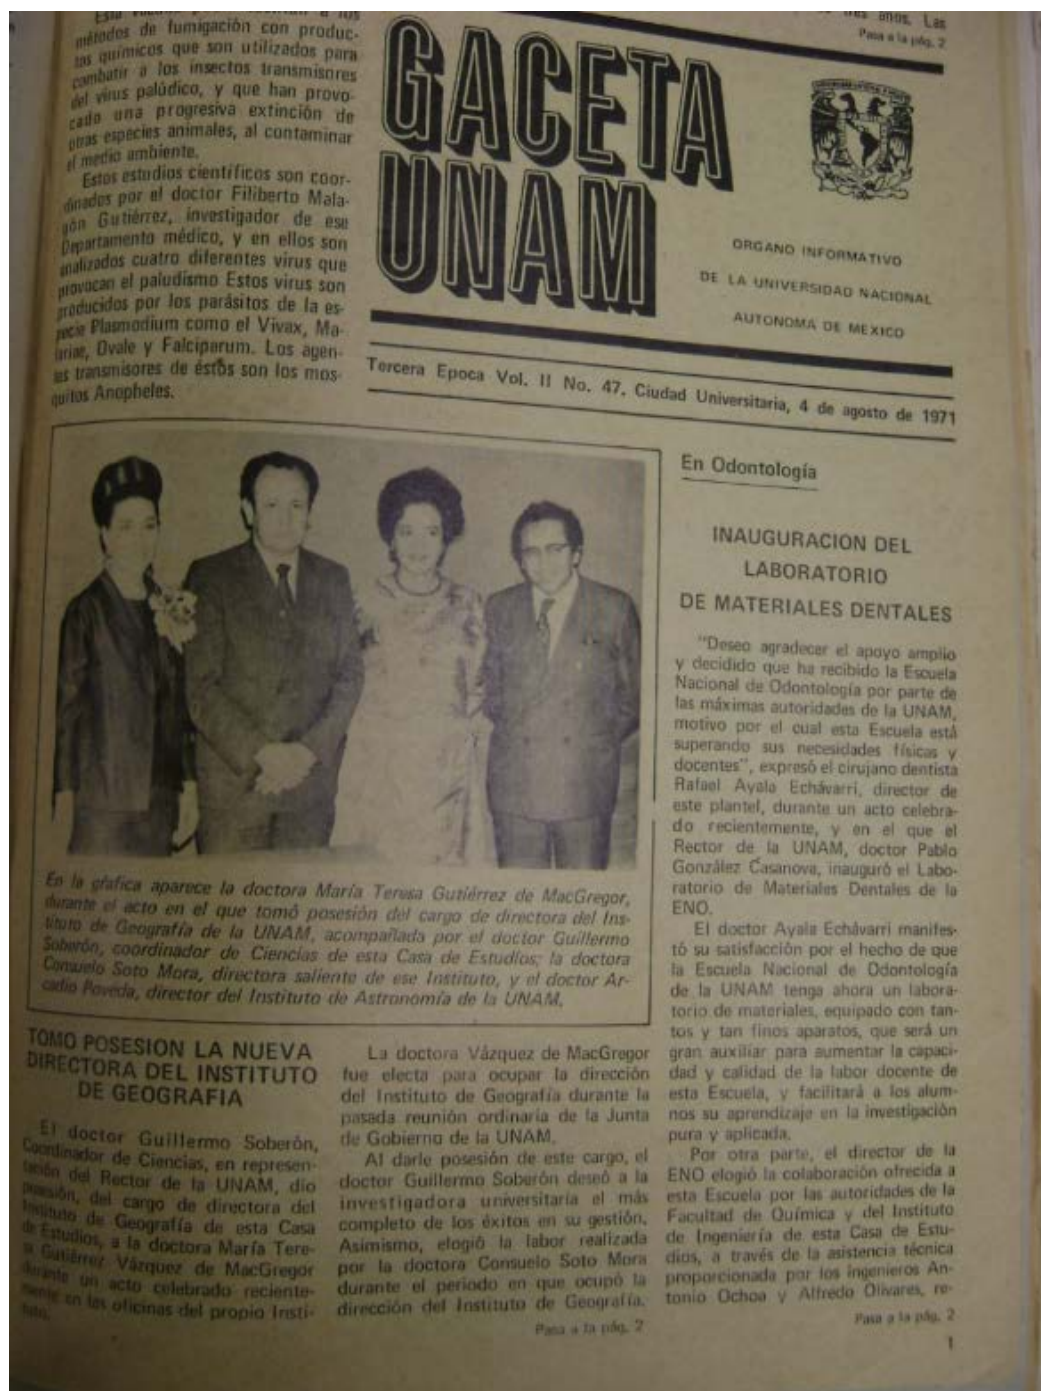 métodos de fumigación con produc-
tos químicos que son utilizados para
combatir a los insectos transmisores
del virus palúdico, y que han provo-
cado una progresiva extinción de
otras especies animales, al contaminar
el medio ambiente.
Estos estudios científicos son coor-
dinados por el doctor Filiberto Mala-
gón Gutiérrez, investigador de ese
Departamento médico, y en ellos son
analizados cuatro diferentes virus que
provocan el paludismo Estos virus son
producidos por los parásitos de la es-
pecie Plasmodium como el Vivax, Ma-
lariae, Ovale y Falciparum. Los agen-
tes transmisores de éstos son los mos-
quitos Anopheles.
tres años. Las
Pasa a la pág. 2
GACETA
UNAM
ORGANO INFORMATIVO
DE LA UNIVERSIDAD NACIONAL
AUTONOMA DE MEXICO
Tercera Epoca Vol. II No. 47, Ciudad Universitaria, 4 de agosto de 1971
En la gráfica aparece la doctora María Teresa Gutiérrez de MacGregor,
durante el acto en el que tomó posesión del cargo de directora del Ins-
tituto de Geografía de la UNAM, acompañada por el doctor Guillermo
Soberón, coordinador de Ciencias de esta Casa de Estudios; la doctora
Consuelo Soto Mora, directora saliente de ese Instituto, y el doctor Ar-
cadio Poveda, director del Instituto de Astronomía de la UNAM.
TOMO POSESION LA NUEVA
DIRECTORA DEL INSTITUTO
DE GEOGRAFIA
El doctor Guillermo Soberón,
Coordinador de Ciencias, en represen-
tación del Rector de la UNAM, dio
posesión, del cargo de directora del
Instituto de Geografía de esta Casa
de Estudios, a la doctora María Tere-
sa Gutiérrez Vázquez de MacGregor
durante un acto celebrado reciente-
mente en las oficinas del propio Insti-
tuto.
La doctora Vázquez de MacGregor
fue electa para ocupar la dirección
del Instituto de Geografía durante la
pasada reunión ordinaria de la Junta
de Gobierno de la UNAM.
Al darle posesión de este cargo, el
doctor Guillermo Soberón deseó a la
investigadora universitaria el más
completo de los éxitos en su gestión.
Asimismo, elogió la labor realizada
por la doctora Consuelo Soto Mora
durante el periodo en que ocupó la
dirección del Instituto de Geografía.
Pasa a la pág. 2
En Odontología
INAUGURACION DEL
LABORATORIO
DE MATERIALES DENTALES
"Deseo agradecer el apoyo amplio
y decidido que ha recibido la Escuela
Nacional de Odontología por parte de
las máximas autoridades de la UNAM,
motivo por el cual esta Escuela está
superando sus necesidades físicas y
docentes", expresó el cirujano dentista
Rafael Ayala Echávarri, director de
este plantel, durante un acto celebra-
do recientemente, y en el que el
Rector de la UNAM, doctor Pablo
González Casanova, inauguró el Labo-
ratorio de Materiales Dentales de la
ENO.
El doctor Ayala Echávarri manifes-
tó su satisfacción por el hecho de que
la Escuela Nacional de Odontología
de la UNAM tenga ahora un labora-
torio de materiales, equipado con tan-
tos y tan finos aparatos, que será un
gran auxiliar para aumentar la capaci-
dad y calidad de la labor docente de
esta Escuela, y facilitará a los alum-
nos su aprendizaje en la investigación
pura y aplicada.
Por otra parte, el director de la
ENO elogió la colaboración ofrecida a
esta Escuela por las autoridades de la
Facultad de Química y del Instituto
de Ingeniería de esta Casa de Estu-
dios, a través de la asistencia técnica
proporcionada por los ingenieros An-
tonio Ochoa y Alfredo Olivares, re-
Pasa a la pág. 2
1